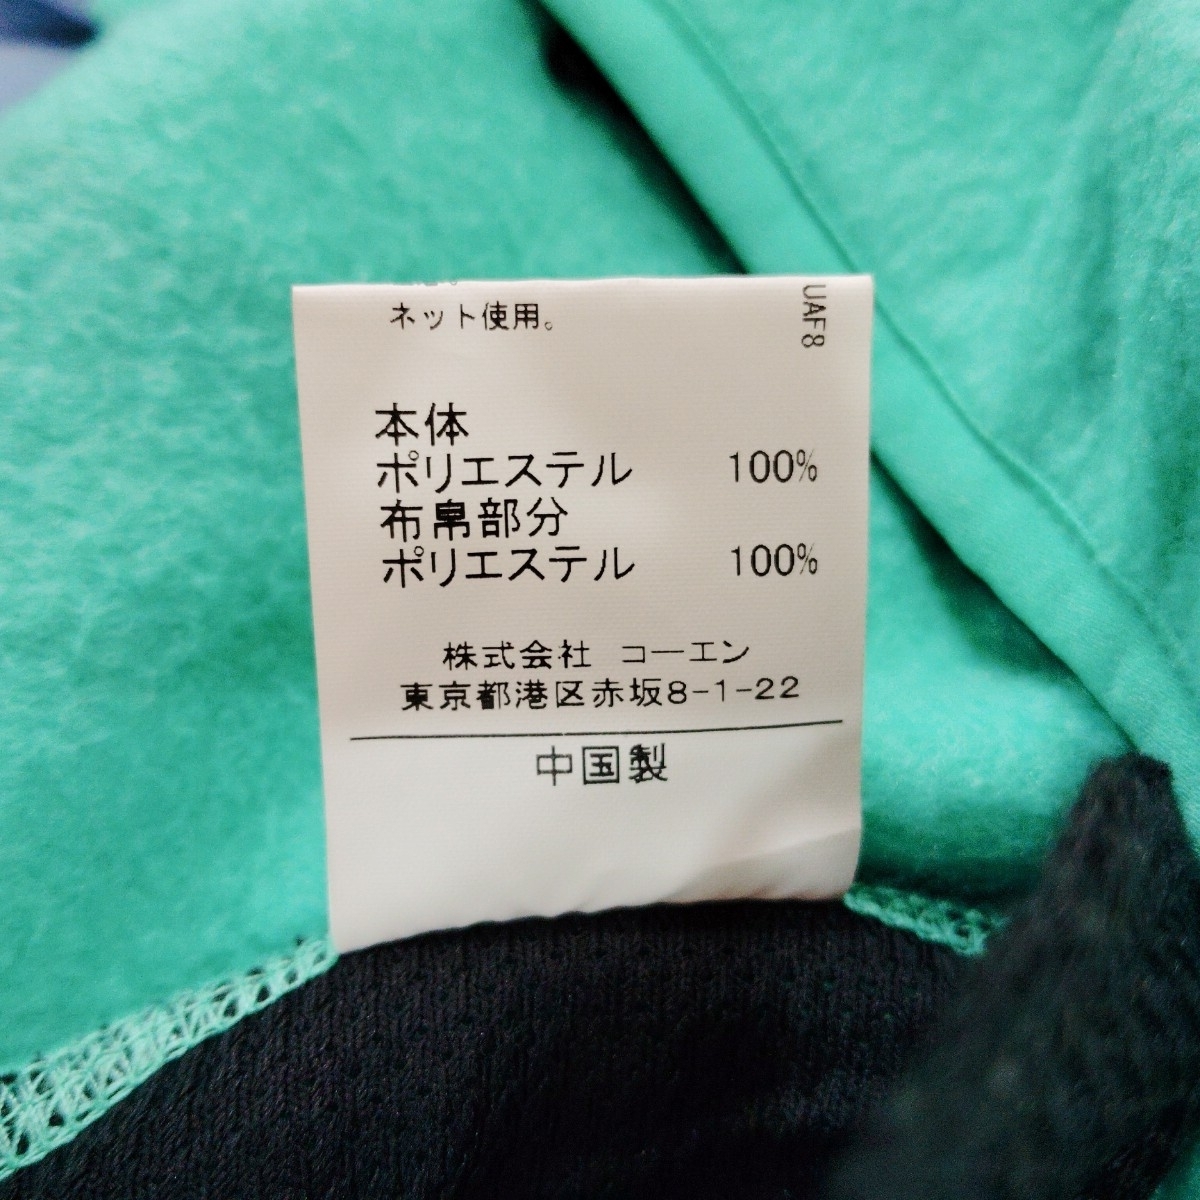 ネット使用。
UAF8
本体
ポリエステル 100%
布帛部分
ポリエステル 100%
株式会社 コーエン
東京都港区赤坂8-1-22
中国製